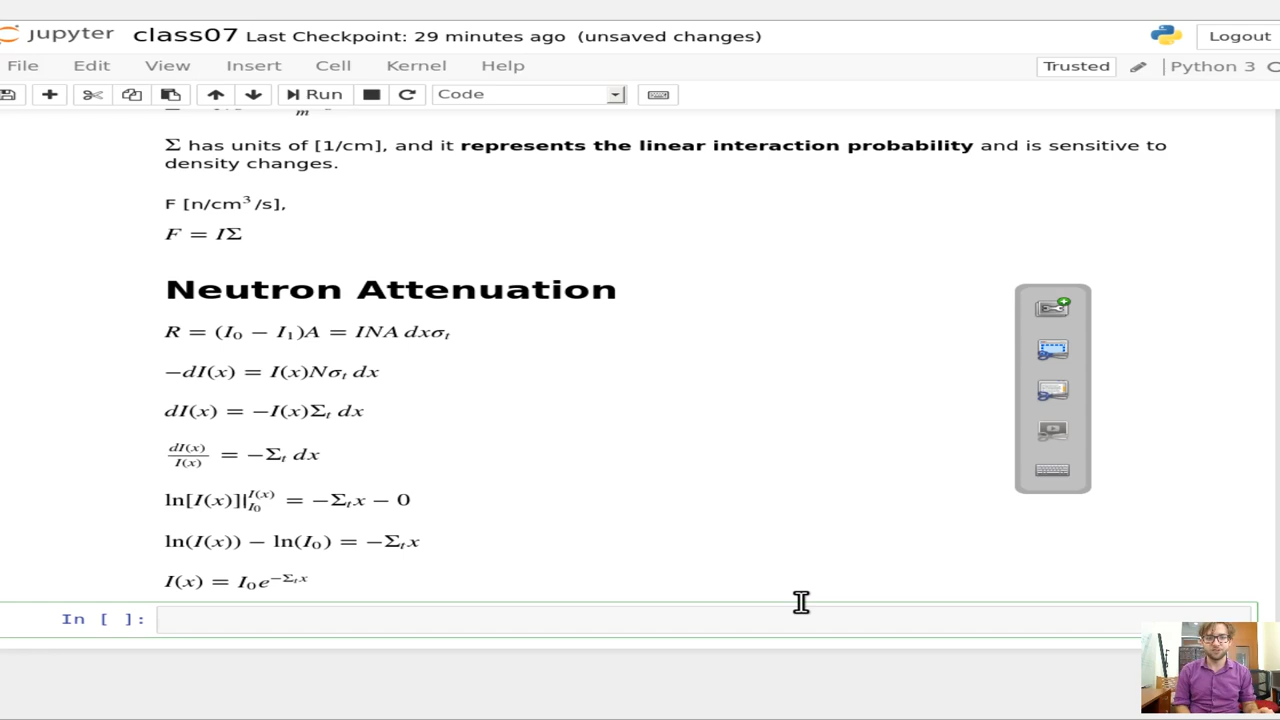 jupyter class07 Last Checkpoint: 29 minutes ago (unsaved changes) Logout
File Edit View Insert Cell Kernel Help Trusted Python 3
Run Code
m
Σ has units of [1/cm], and it represents the linear interaction probability and is sensitive to
density changes.
F [n/cm³/s],
F = IΣ
Neutron Attenuation
R = (I₀ − I₁)A = INA dxσₜ
−dI(x) = I(x)Nσₜ dx
dI(x) = −I(x)Σₜ dx
dI(x)/I(x) = −Σₜ dx
ln[I(x)]|_{I₀}^{I(x)} = −Σₜx − 0
ln(I(x)) − ln(I₀) = −Σₜx
I(x) = I₀e^{−Σₜx}
In [ ]: